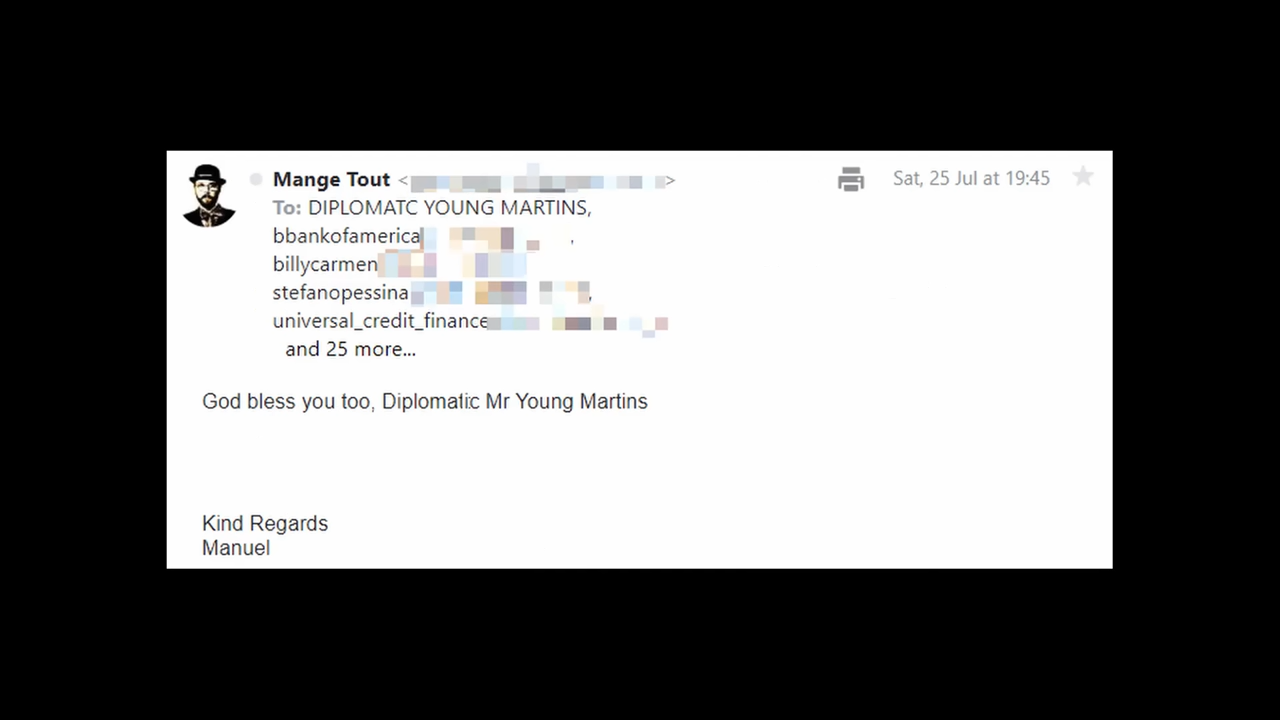 Mange Tout < >
Sat, 25 Jul at 19:45
To: DIPLOMATC YOUNG MARTINS,
bbankofamerica ,
billycarmen
stefanopessina ,
universal_credit_finance
and 25 more...
God bless you too, Diplomatic Mr Young Martins
Kind Regards
Manuel